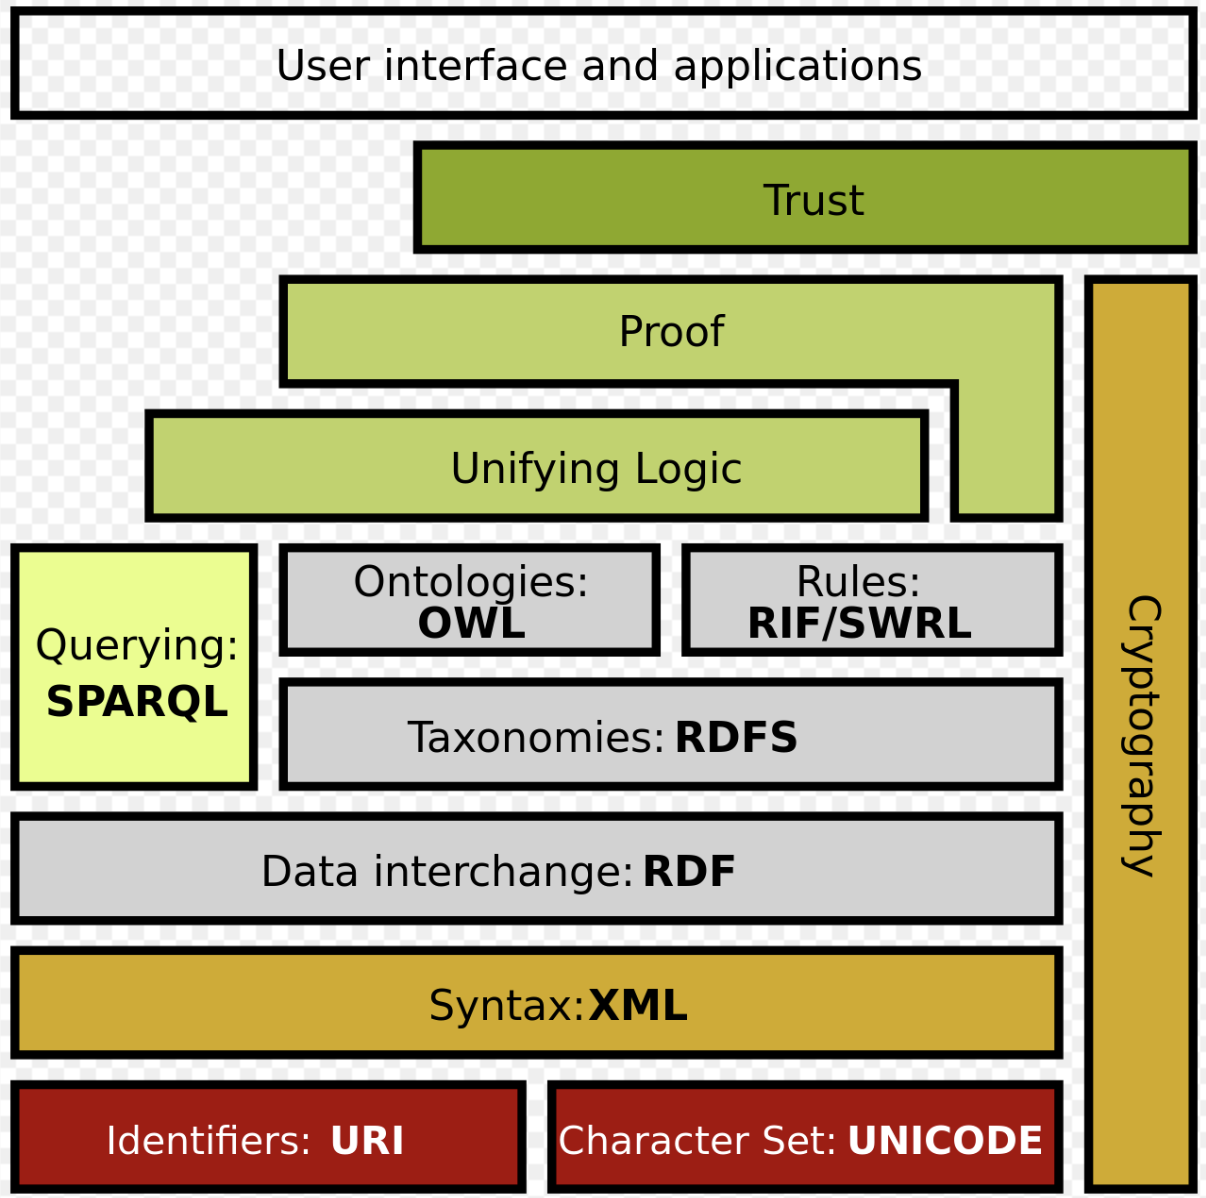 User interface and applications
Trust
Proof
Unifying Logic
Querying:
SPARQL
Ontologies:
OWL
Rules:
RIF/SWRL
Taxonomies: RDFS
Data interchange: RDF
Syntax: XML
Identifiers: URI
Character Set: UNICODE
Cryptography